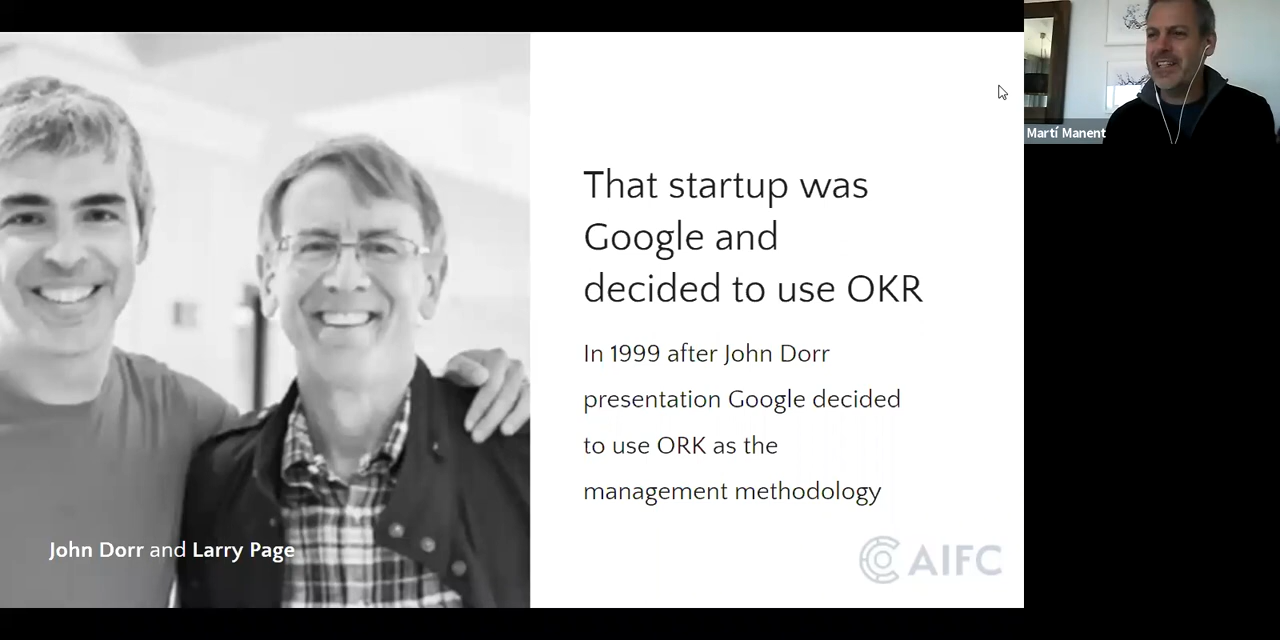 That startup was
Google and
decided to use OKR
In 1999 after John Dorr
presentation Google decided
to use ORK as the
management methodology
John Dorr and Larry Page
AIFC
Martí Manent